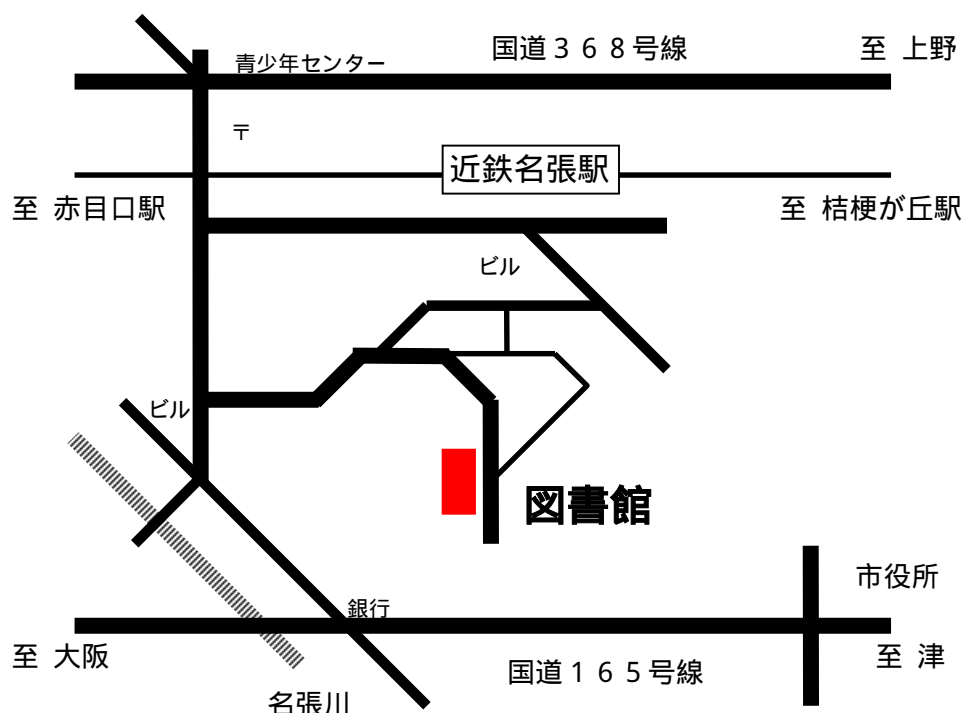 国道３６８号線
至 上野
青少年センター
〒
近鉄名張駅
至 赤目口駅
至 桔梗が丘駅
ビル
ビル
図書館
市役所
銀行
至 大阪
国道１６５号線
至 津
名張川